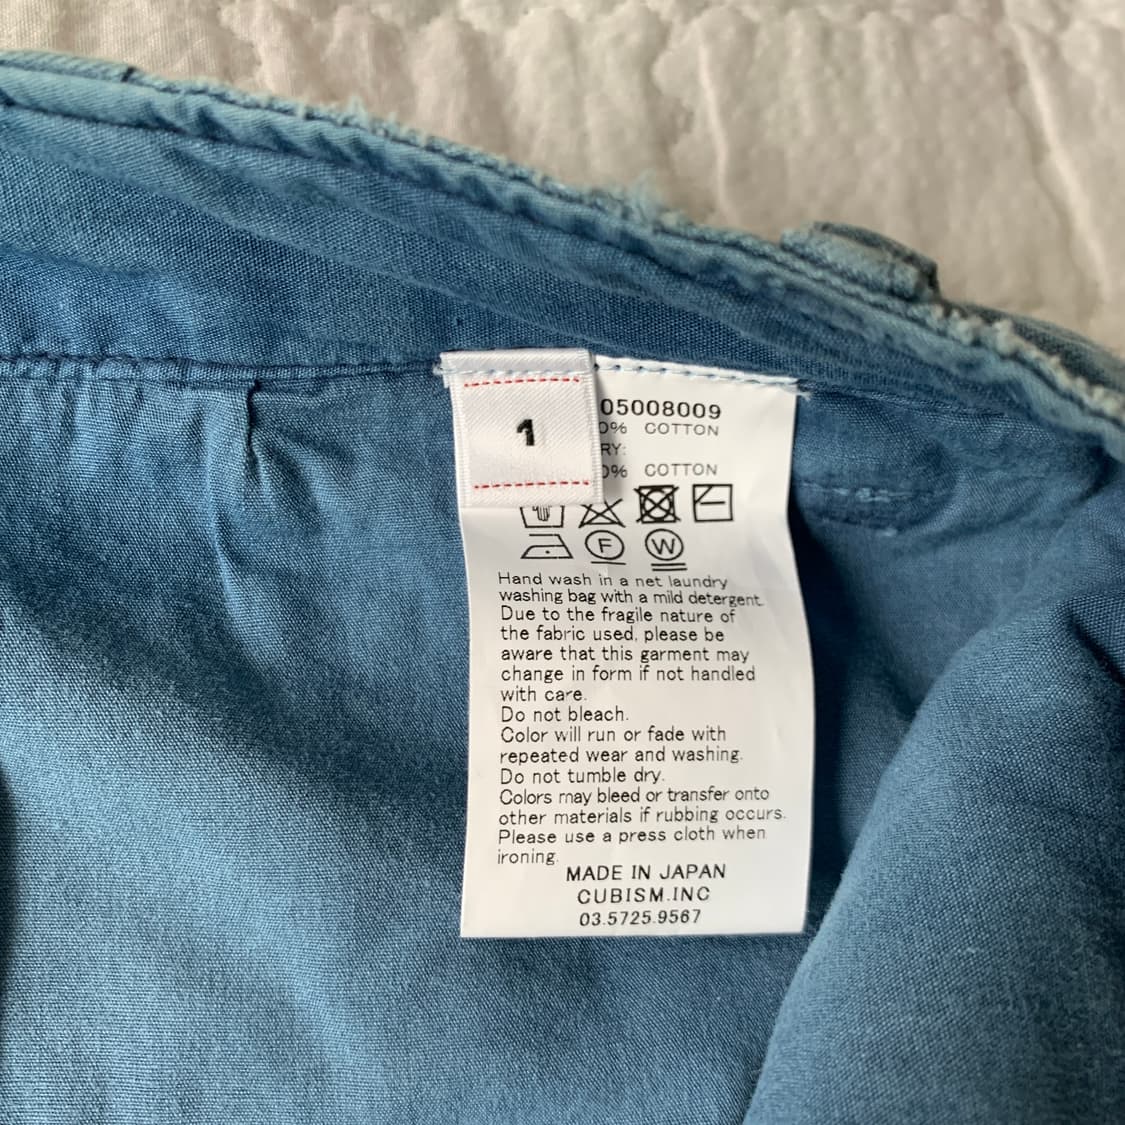 1
05008009
0% COTTON
RY:
0% COTTON
F W
Hand wash in a net laundry
washing bag with a mild detergent.
Due to the fragile nature of
the fabric used, please be
aware that this garment may
change in form if not handled
with care.
Do not bleach.
Color will run or fade with
repeated wear and washing.
Do not tumble dry.
Colors may bleed or transfer onto
other materials if rubbing occurs.
Please use a press cloth when
ironing.
MADE IN JAPAN
CUBISM.INC
03.5725.9567